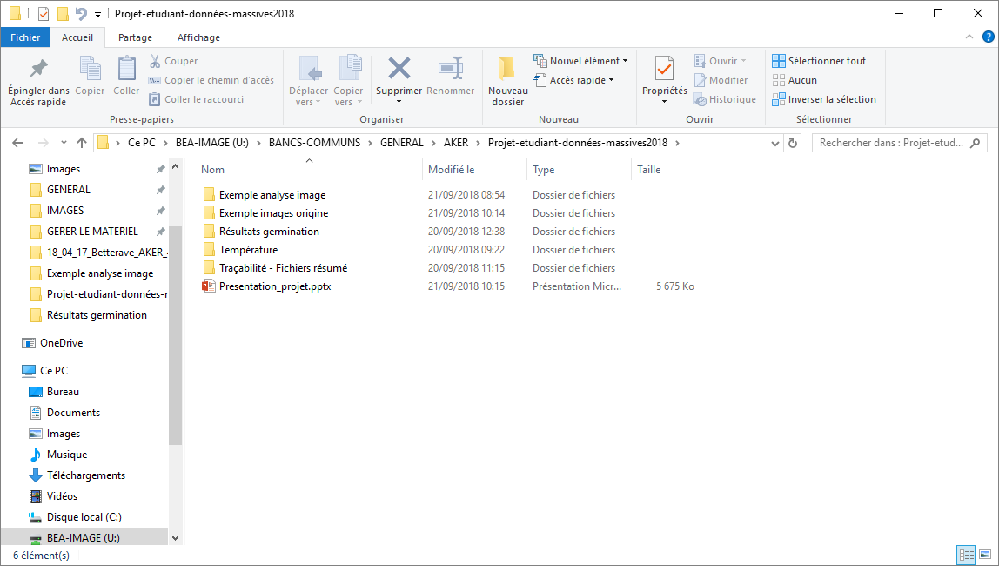 Projet-etudiant-données-massives2018
Fichier Accueil Partage Affichage
Épingler dans Accès rapide
Copier
Coller
Couper
Copier le chemin d'accès
Coller le raccourci
Presse-papiers
Déplacer vers
Copier vers
Supprimer
Renommer
Organiser
Nouveau dossier
Nouvel élément
Accès rapide
Nouveau
Propriétés
Ouvrir
Modifier
Historique
Ouvrir
Sélectionner tout
Aucun
Inverser la sélection
Sélectionner
Ce PC > BEA-IMAGE (U:) > BANCS-COMMUNS > GENERAL > AKER > Projet-etudiant-données-massives2018 >
Rechercher dans : Projet-etud...
Images
GENERAL
IMAGES
GERER LE MATERIEL
18_04_17_Betterave_AKER_
Exemple analyse image
Projet-etudiant-données-r
Résultats germination
OneDrive
Ce PC
Bureau
Documents
Images
Musique
Téléchargements
Vidéos
Disque local (C:)
BEA-IMAGE (U:)
Nom Modifié le Type Taille
Exemple analyse image 21/09/2018 08:54 Dossier de fichiers
Exemple images origine 21/09/2018 10:14 Dossier de fichiers
Résultats germination 20/09/2018 12:38 Dossier de fichiers
Température 20/09/2018 09:22 Dossier de fichiers
Traçabilité - Fichiers résumé 20/09/2018 11:15 Dossier de fichiers
Presentation_projet.pptx 21/09/2018 10:15 Présentation Micr... 5 675 Ko
6 élément(s)